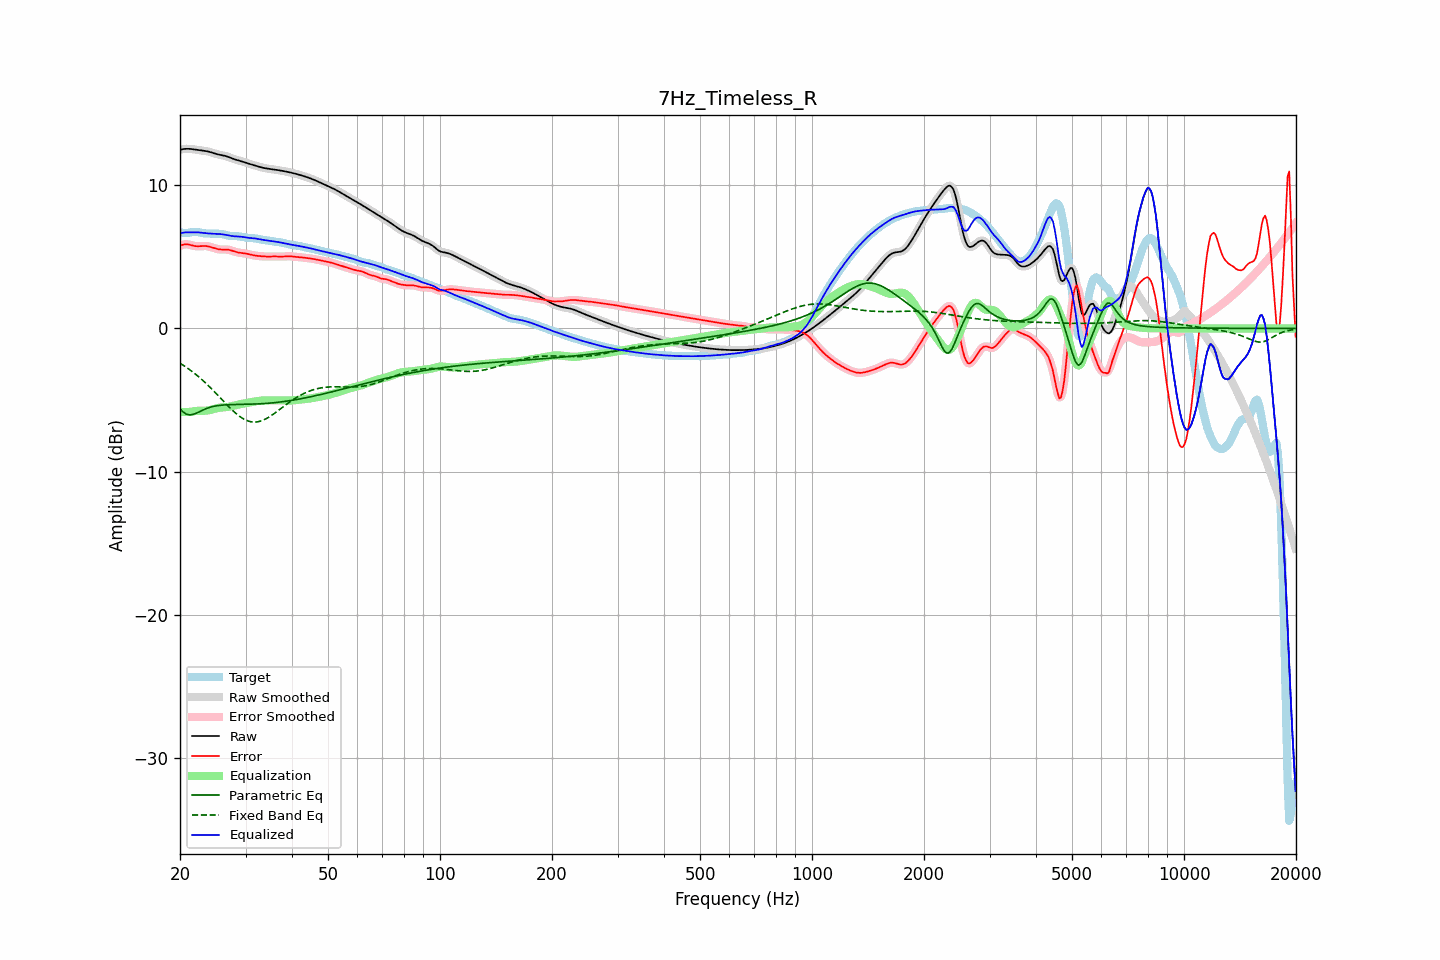 7Hz_Timeless_R
Amplitude (dBr)
10
0
−10
−20
−30
Target
Raw Smoothed
Error Smoothed
Raw
Error
Equalization
Parametric Eq
Fixed Band Eq
Equalized
20 50 100 200 500 1000 2000 5000 10000 20000
Frequency (Hz)